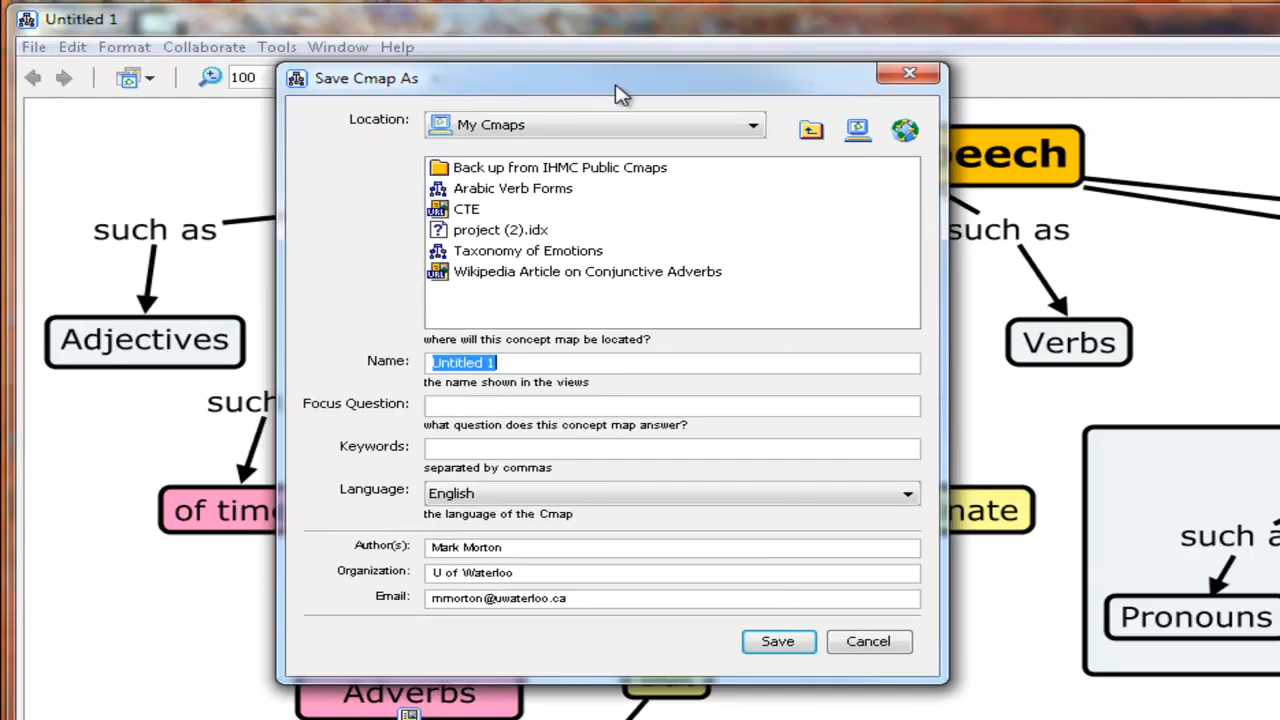 Untitled 1
File Edit Format Collaborate Tools Window Help
100
Save Cmap As
Location: My Cmaps
Back up from IHMC Public Cmaps
Arabic Verb Forms
URL CTE
project (2).idx
Taxonomy of Emotions
URL Wikipedia Article on Conjunctive Adverbs
where will this concept map be located?
Name: Untitled 1
the name shown in the views
Focus Question:
what question does this concept map answer?
Keywords:
separated by commas
Language: English
the language of the Cmap
Author(s): Mark Morton
Organization: U of Waterloo
Email: mmorton@uwaterloo.ca
Save Cancel
eech
such as
such as
Adjectives
Verbs
such
of time
nate
such a
Pronouns
Adverbs